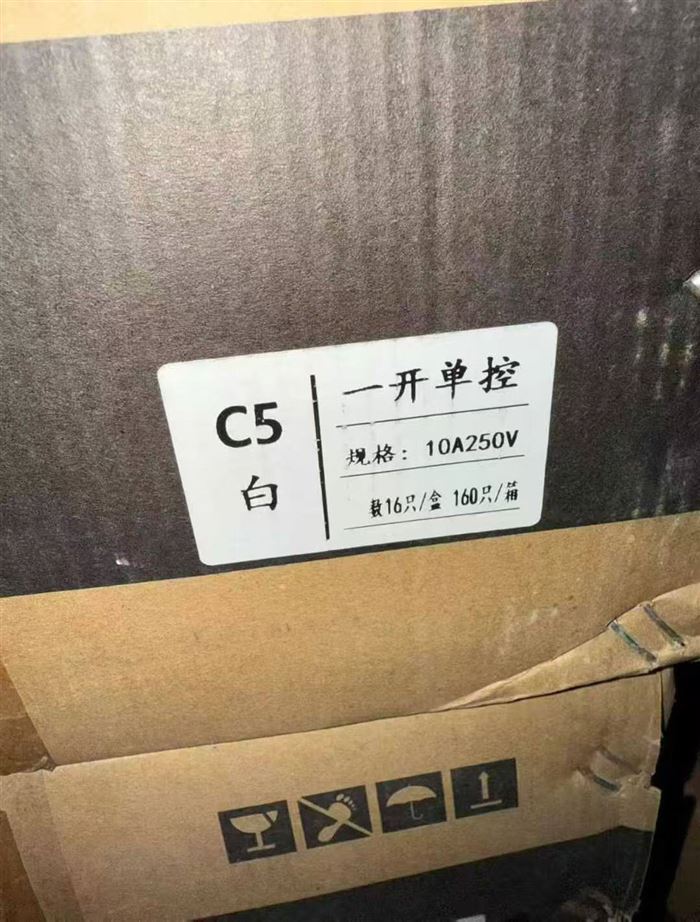 C5
白
一开单控
规格：10A250V
数16只/盒 160只/箱